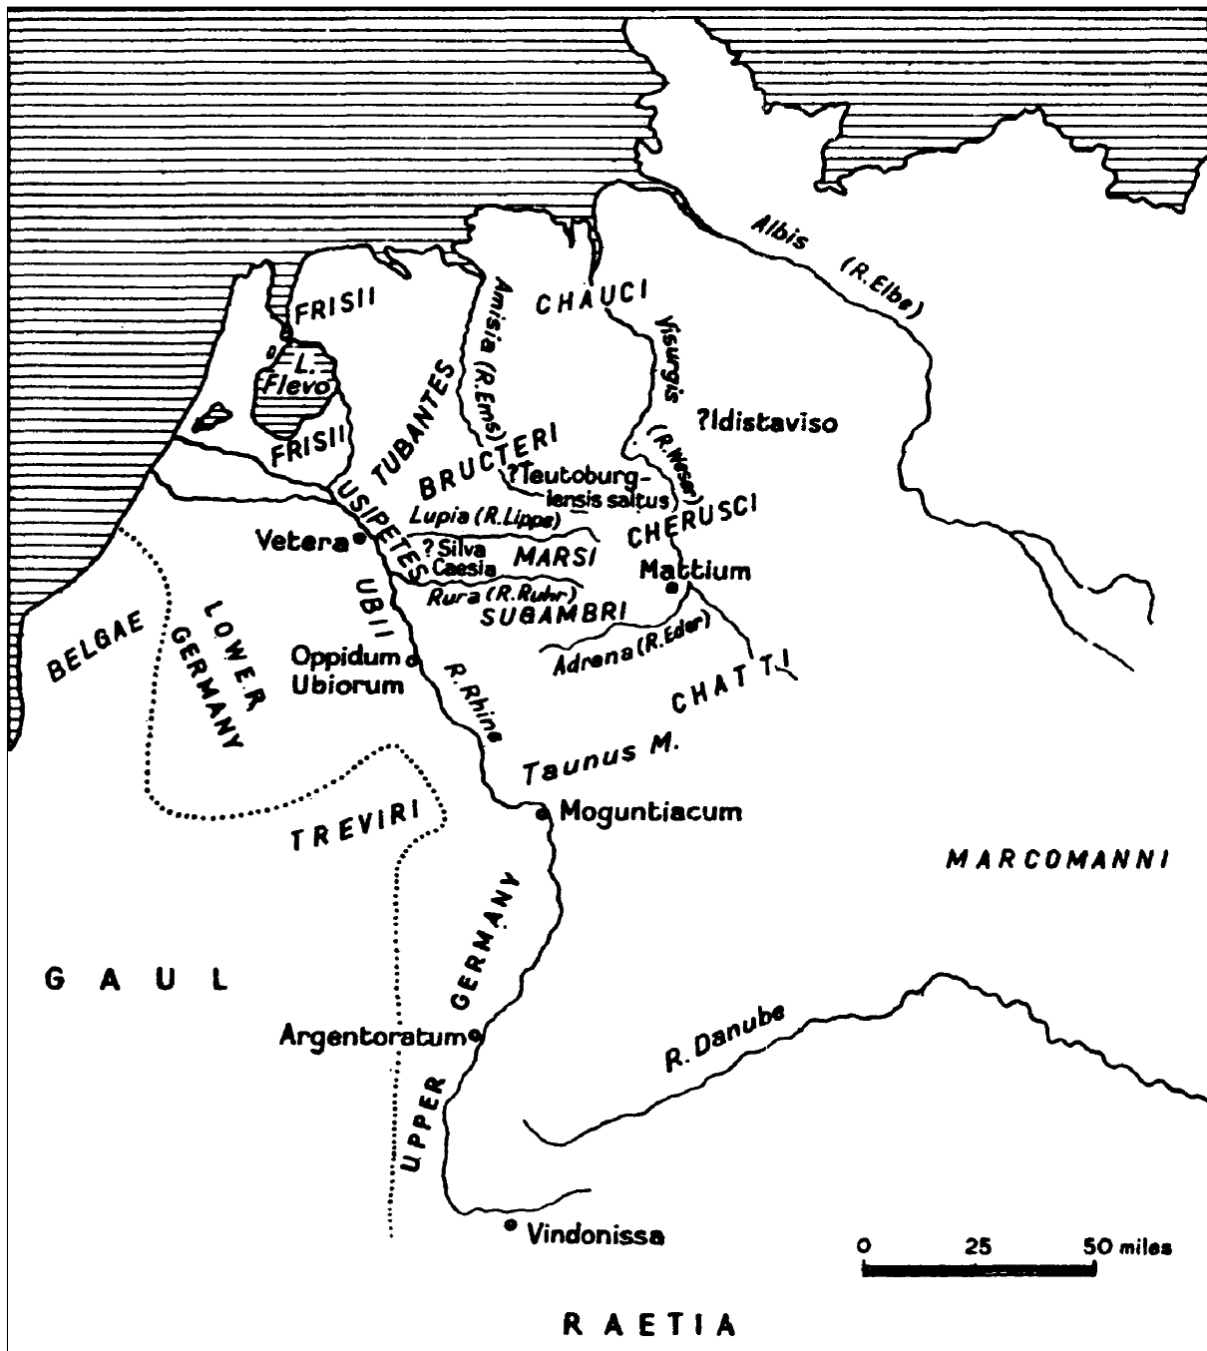 Albis
(R.Elbe)
FRISII
Amisia (R.Ems)
CHAUCI
Visurgis
(R.Weser)
L.
Flevo
TUBANTES
?Idistaviso
FRISII
BRUCTERI
?Teutoburg-
iensis saltus
USIPETES
Lupia (R.Lippe)
CHERUSCI
Vetera
? Silva
Caesia
MARSI
Mattium
UBII
Rura (R.Ruhr)
SUGAMBRI
BELGAE
LOWER
GERMANY
Adrana (R.Eder)
Oppidum
Ubiorum
R.Rhine
CHATTI
Taunus M.
TREVIRI
Moguntiacum
MARCOMANNI
UPPER GERMANY
GAUL
Argentoratum
R. Danube
Vindonissa
0 25 50 miles
RAETIA